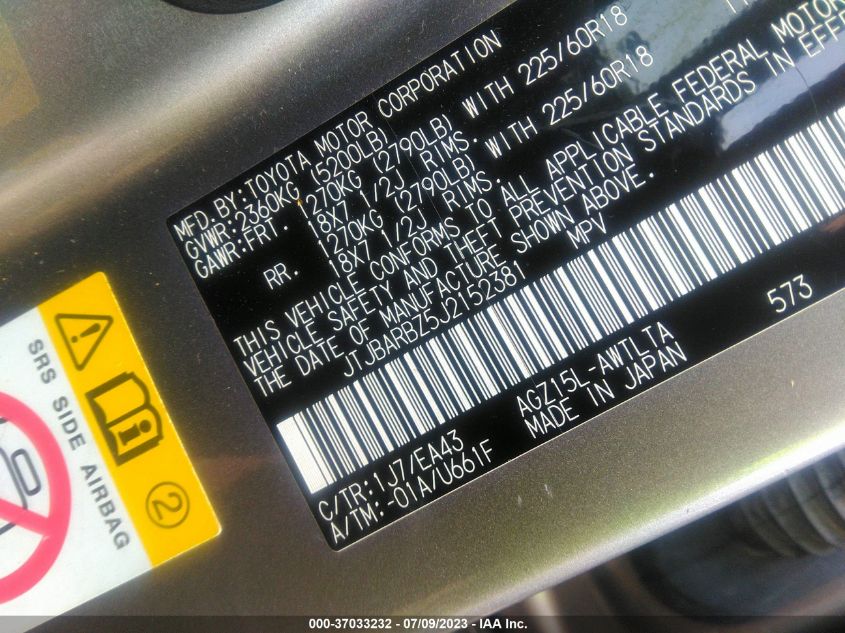 MFD.BY:TOYOTA MOTOR CORPORATION
GVWR:2360KG (5200LB)
GAWR:FRT. 1270KG (2790LB) WITH 225/60R18
18X7 1/2J RIMS.
RR. 1270KG (2790LB) WITH 225/60R18
18X7 1/2J RIMS.
THIS VEHICLE CONFORMS TO ALL APPLICABLE FEDERAL MOTOR
VEHICLE SAFETY AND THEFT PREVENTION STANDARDS IN EFF
THE DATE OF MANUFACTURE SHOWN ABOVE.
JTJBARBZ5J2152381 MPV
573
C/TR:1J7/EA43 AGZ15L-AWTLTA
A/TM:-01A/U661F MADE IN JAPAN
SRS SIDE AIRBAG
2
000-37033232 - 07/09/2023 - IAA Inc.